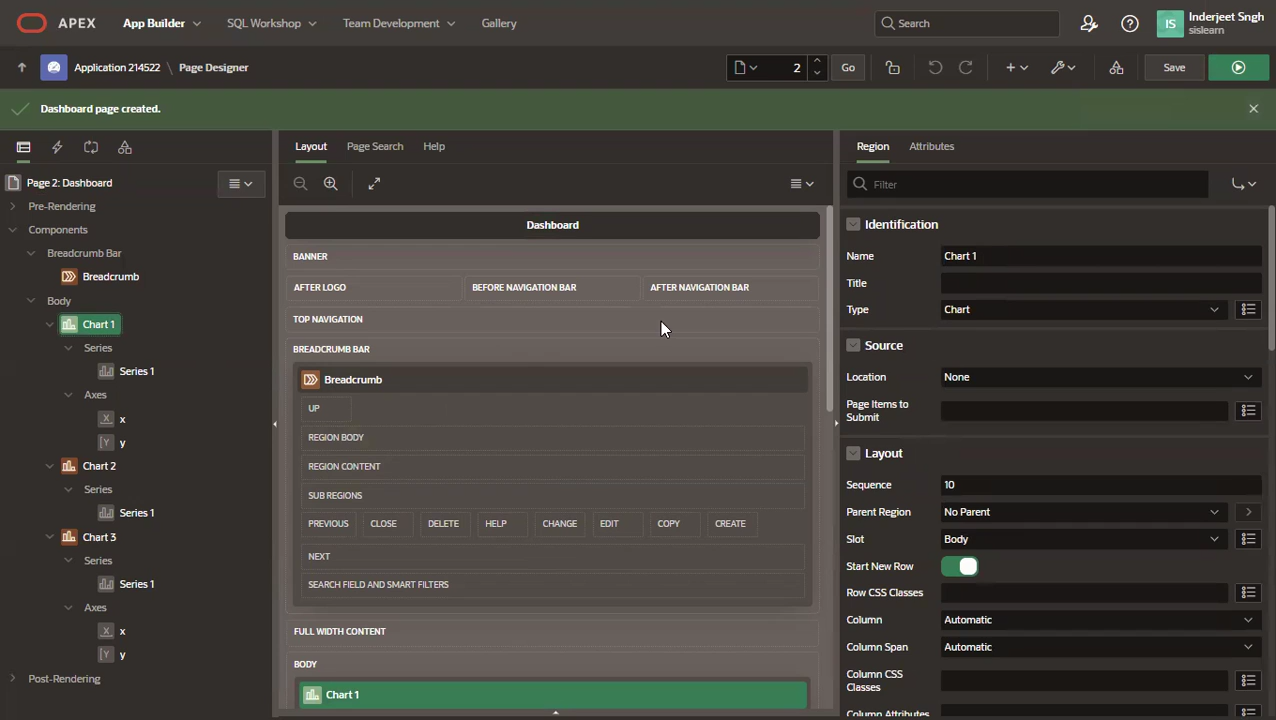 APEX App Builder SQL Workshop Team Development Gallery Search IS Inderjeet Singh
sislearn
Application 214522 \ Page Designer 2 Go Save
Dashboard page created.
Layout Page Search Help
Region Attributes
Page 2: Dashboard
Pre-Rendering
Components
Breadcrumb Bar
Breadcrumb
Body
Chart 1
Series
Series 1
Axes
x
y
Chart 2
Series
Series 1
Chart 3
Series
Series 1
Axes
x
y
Post-Rendering
Dashboard
BANNER
AFTER LOGO BEFORE NAVIGATION BAR AFTER NAVIGATION BAR
TOP NAVIGATION
BREADCRUMB BAR
Breadcrumb
UP
REGION BODY
REGION CONTENT
SUB REGIONS
PREVIOUS CLOSE DELETE HELP CHANGE EDIT COPY CREATE
NEXT
SEARCH FIELD AND SMART FILTERS
FULL WIDTH CONTENT
BODY
Chart 1
Filter
Identification
Name Chart 1
Title
Type Chart
Source
Location None
Page Items to
Submit
Layout
Sequence 10
Parent Region No Parent
Slot Body
Start New Row
Row CSS Classes
Column Automatic
Column Span Automatic
Column CSS
Classes
Column Attributes